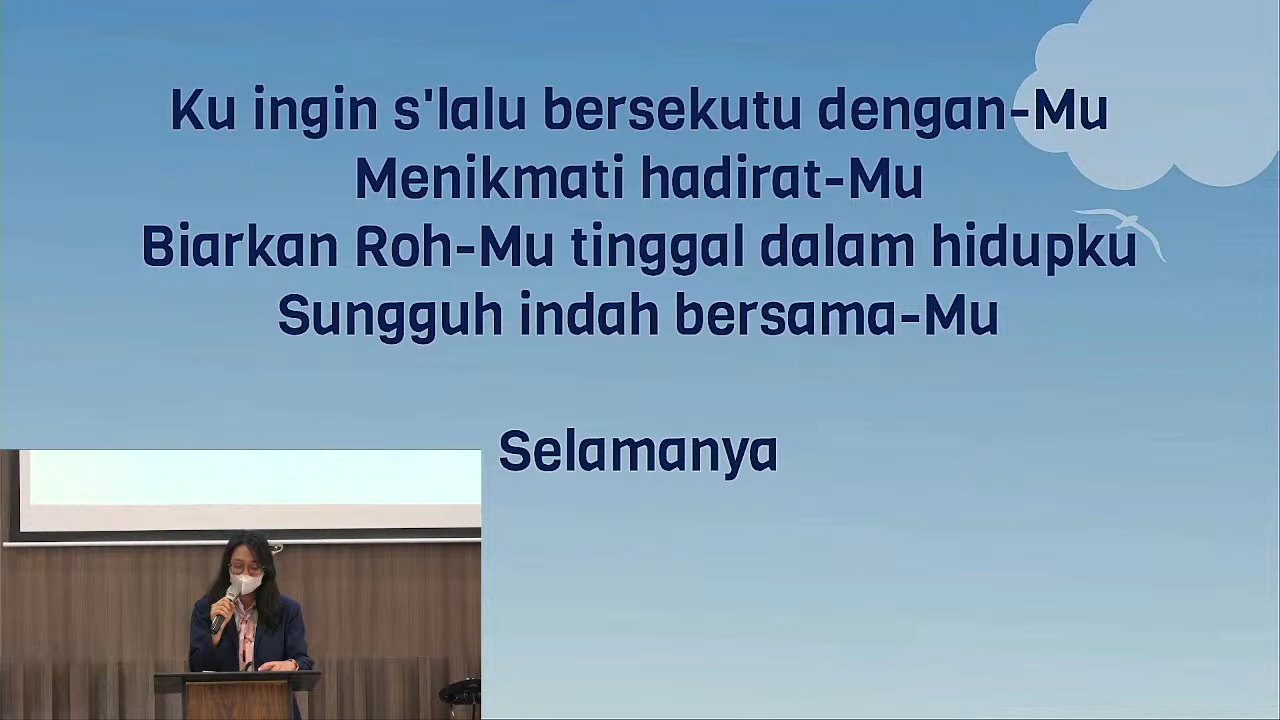 Ku ingin s'lalu bersekutu dengan-Mu
Menikmati hadirat-Mu
Biarkan Roh-Mu tinggal dalam hidupku
Sungguh indah bersama-Mu
Selamanya